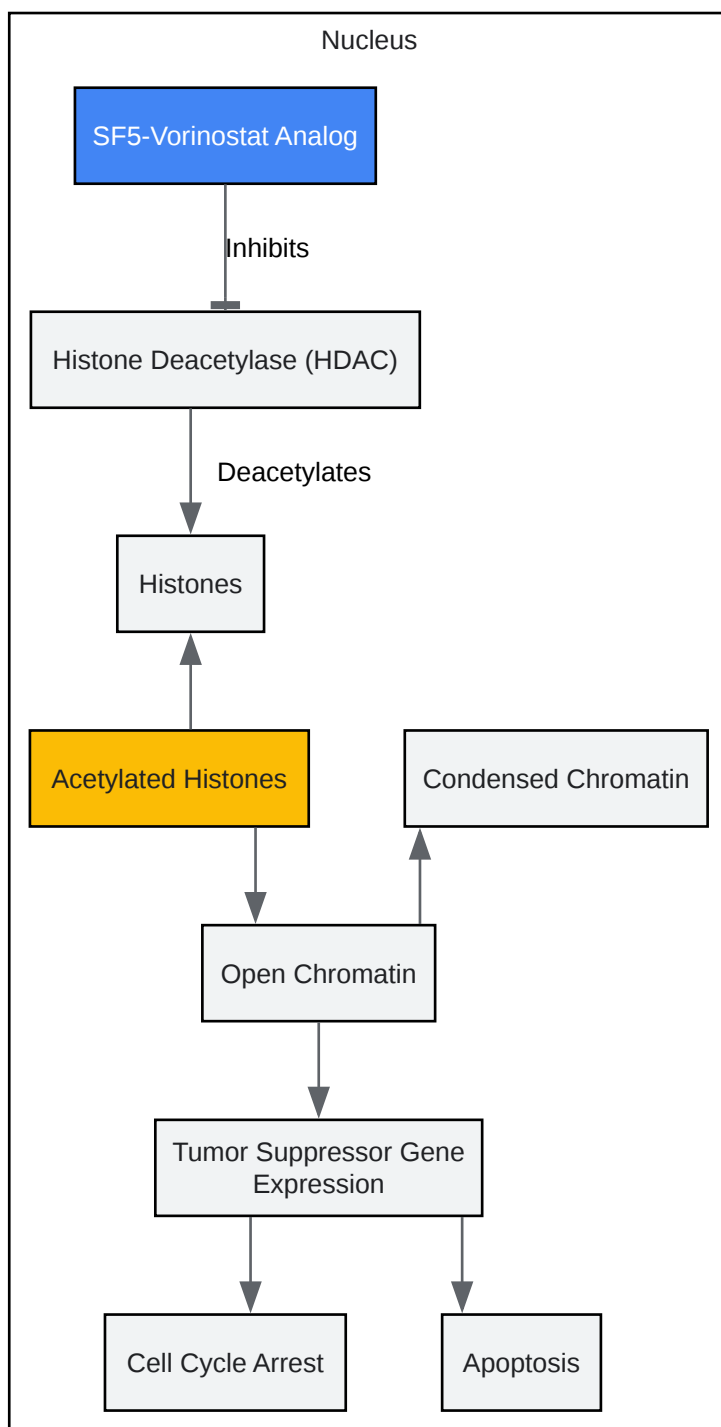 Nucleus
SF5-Vorinostat Analog
Inhibits
Histone Deacetylase (HDAC)
Deacetylates
Histones
Acetylated Histones
Condensed Chromatin
Open Chromatin
Tumor Suppressor Gene
Expression
Cell Cycle Arrest
Apoptosis